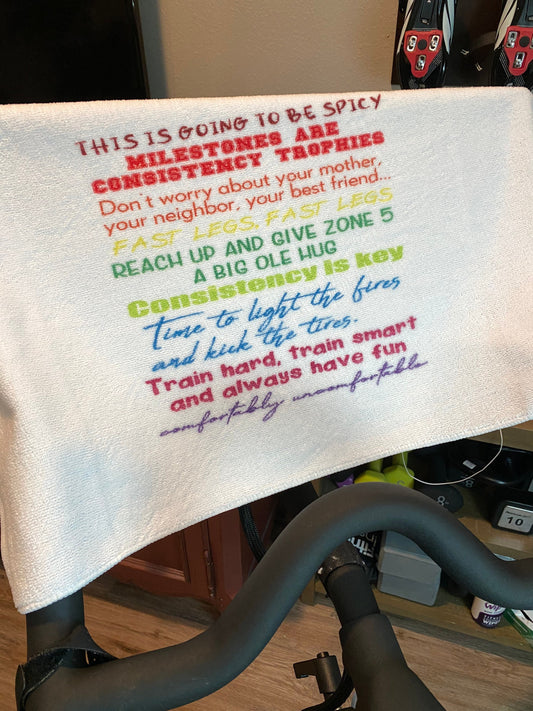 THIS IS GOING TO BE SPICY
MILESTONES ARE
CONSISTENCY TROPHIES
Don't worry about your mother,
your neighbor, your best friend...
FAST LEGS, FAST LEGS
REACH UP AND GIVE ZONE 5
A BIG OLE HUG
Consistency is key
Time to light the fires
and kick the tires.
Train hard, train smart
and always have fun
comfortably uncomfortable
8
10